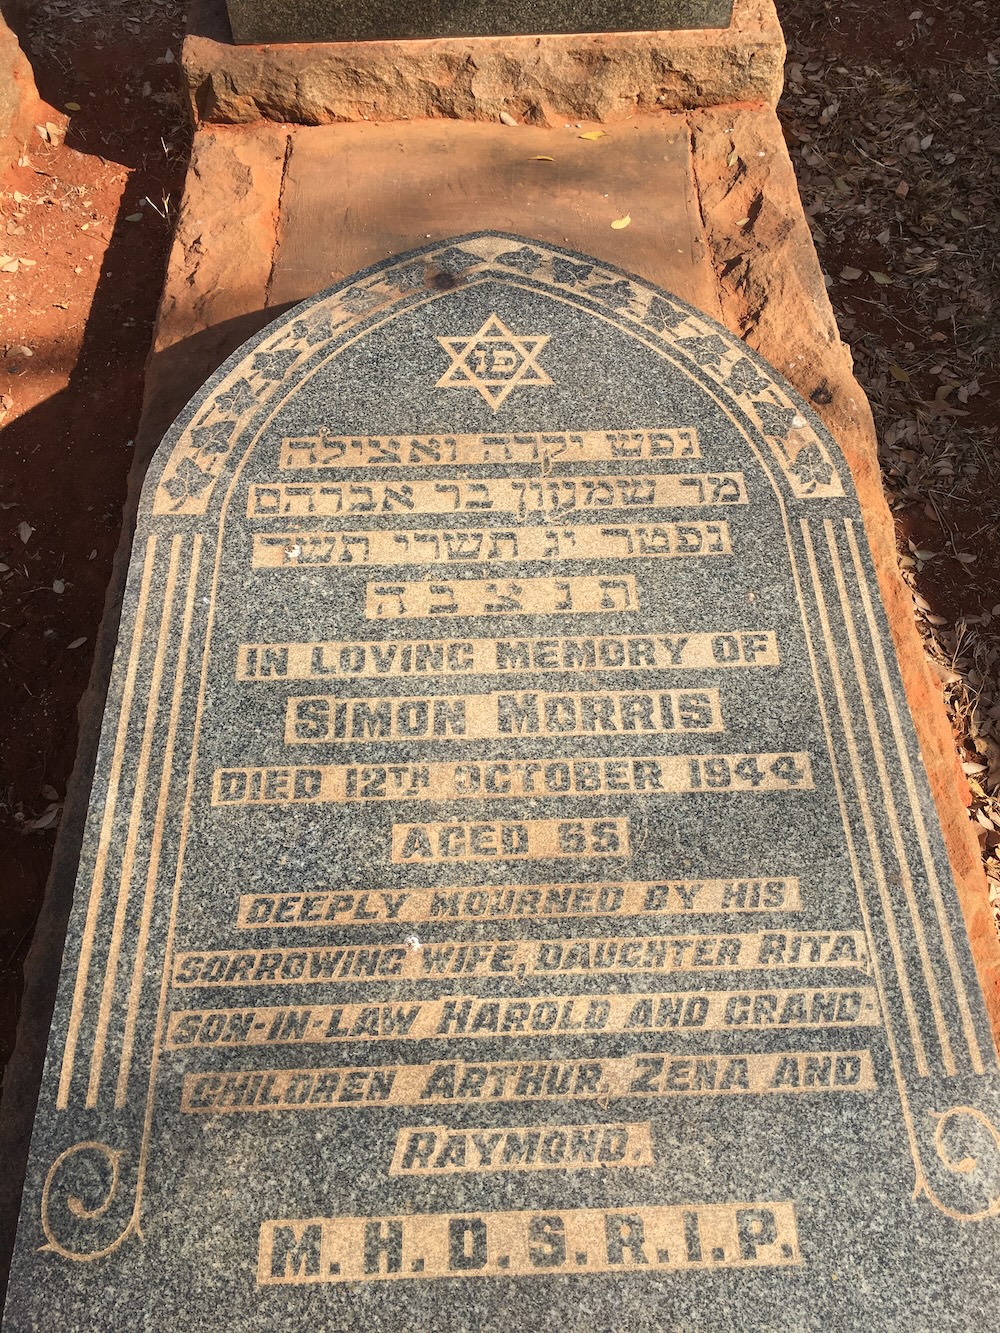 פנ
נפש יקרה ואצילה
מר שמעון בר אברהם
נפטר יג תשרי תשד
ת נ צ ב ה
IN LOVING MEMORY OF
SIMON MORRIS
DIED 12TH OCTOBER 1944
AGED 55
DEEPLY MOURNED BY HIS
SORROWING WIFE, DAUGHTER RITA,
SON-IN-LAW HAROLD AND GRAND-
CHILDREN ARTHUR, ZENA AND
RAYMOND.
M.H.D.S.R.I.P.